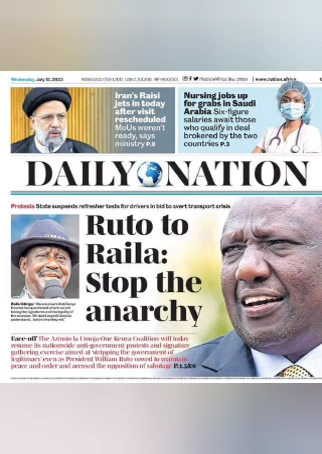 Wednesday, July 12, 2023
NationAfrica
www.nation.africa
Iran's Raisi
jets in today
after visit
rescheduled
MoUs weren't
ready, says
ministry P.8
Nursing jobs up
for grabs in Saudi
Arabia Six-figure
salaries await those
who qualify in deal
brokered by the two
countries P.3
DAILY NATION
Protests State suspends refresher tests for drivers in bid to avert transport crisis
Ruto to
Raila:
Stop the
anarchy
Raila Odinga:
Face-off The Azimio la Umoja-One Kenya Coalition will today
resume its nationwide anti-government protests and signature
gathering exercise aimed at 'stripping the government of
legitimacy' even as President William Ruto vowed to maintain
peace and order and accused the opposition of sabotage